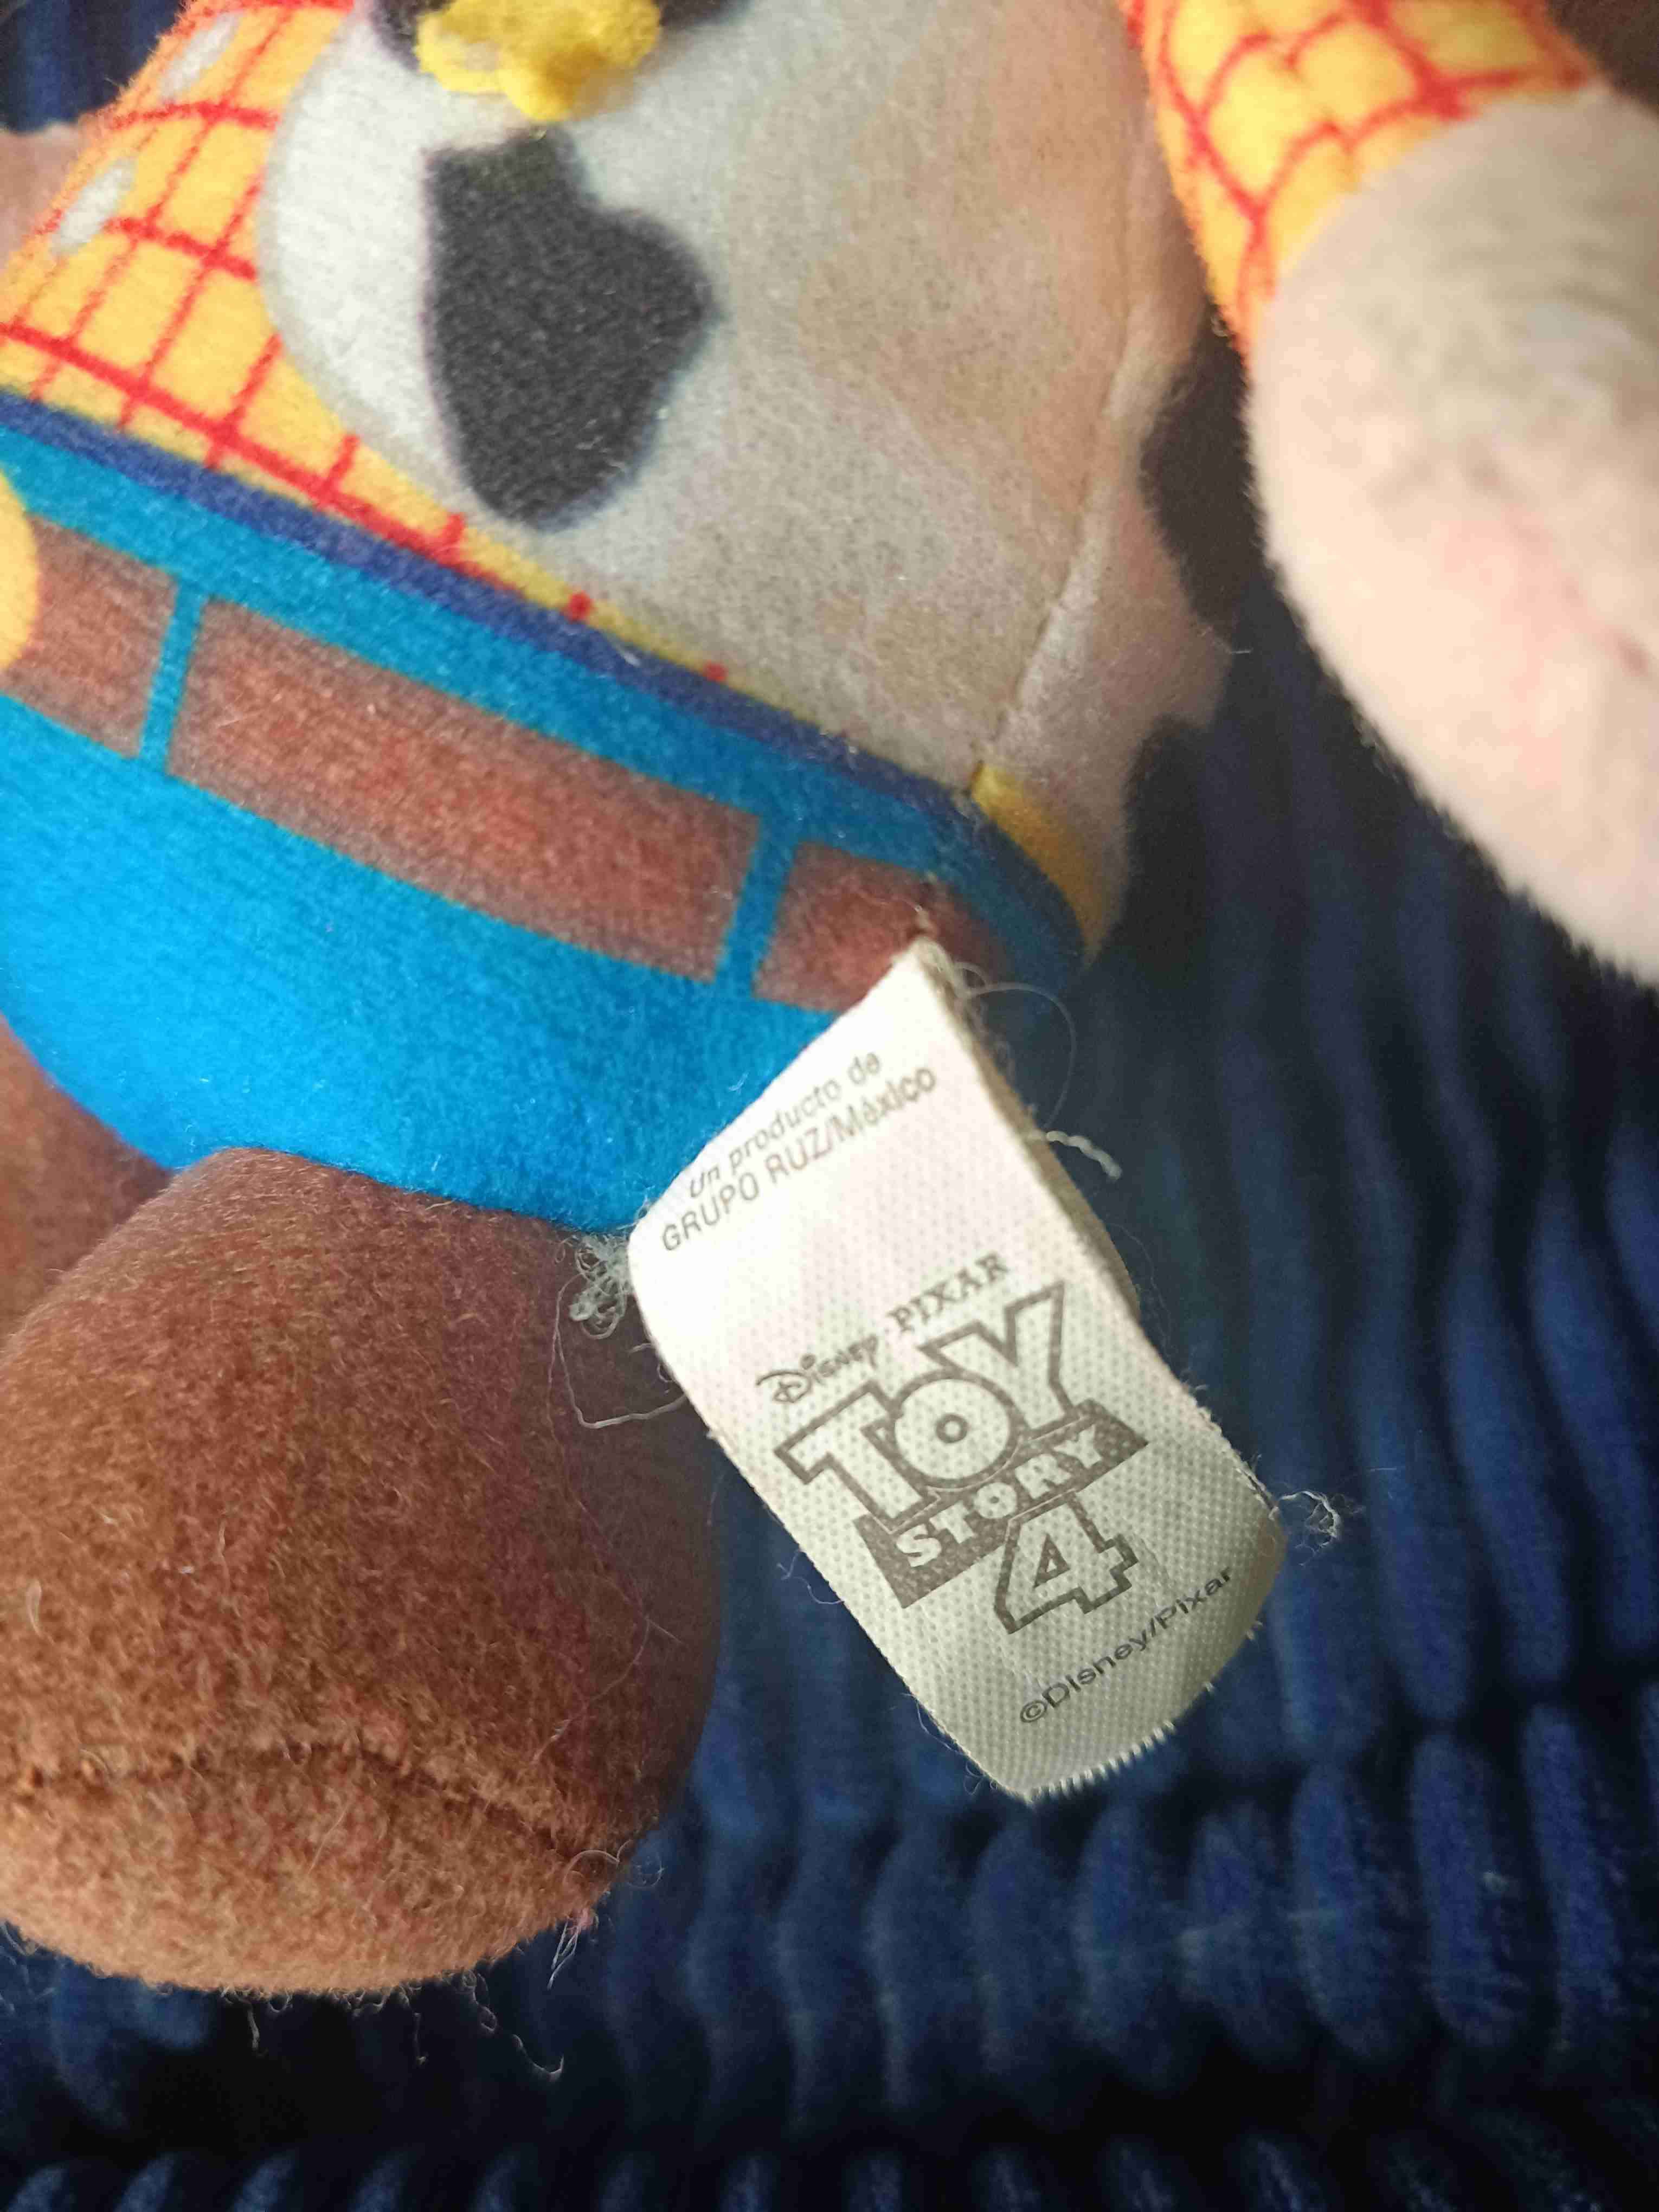 un producto de
GRUPO RUZ/México
Disney PIXAR
TOY
STORY
4
©Disney/Pixar